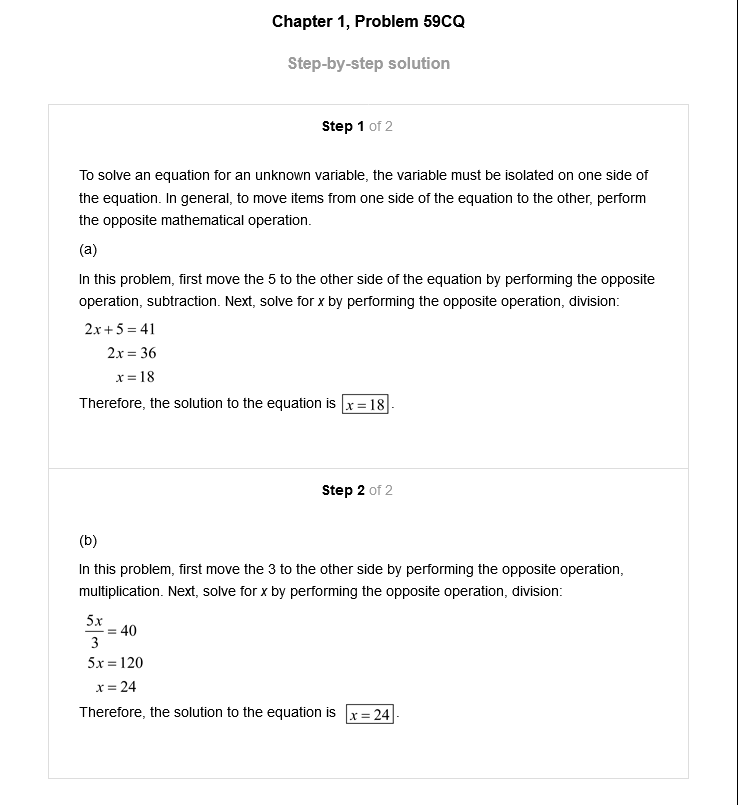 Chapter 1, Problem 59CQ
Step-by-step solution
Step 1 of 2
To solve an equation for an unknown variable, the variable must be isolated on one side of
the equation. In general, to move items from one side of the equation to the other, perform
the opposite mathematical operation.
(a)
In this problem, first move the 5 to the other side of the equation by performing the opposite
operation, subtraction. Next, solve for x by performing the opposite operation, division:
2x + 5 = 41
2x = 36
x = 18
Therefore, the solution to the equation is x = 18.
Step 2 of 2
(b)
In this problem, first move the 3 to the other side by performing the opposite operation,
multiplication. Next, solve for x by performing the opposite operation, division:
5x/3 = 40
5x = 120
x = 24
Therefore, the solution to the equation is x = 24.